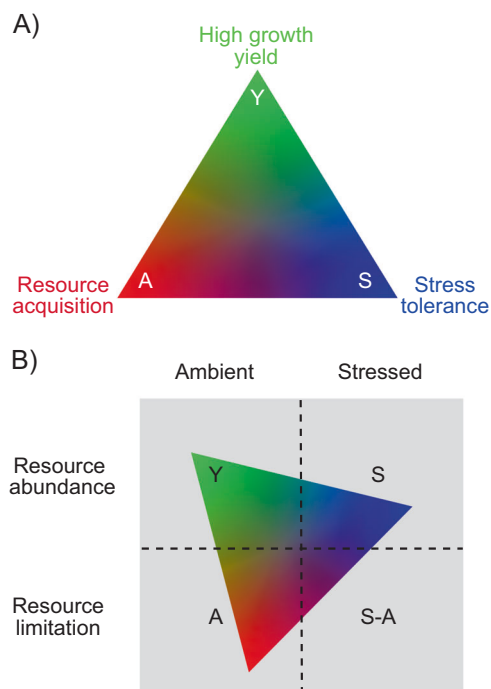 A)
High growth
yield
Y
Resource
acquisition
A
S
Stress
tolerance
B)
Ambient
Stressed
Resource
abundance
Y
S
Resource
limitation
A
S-A